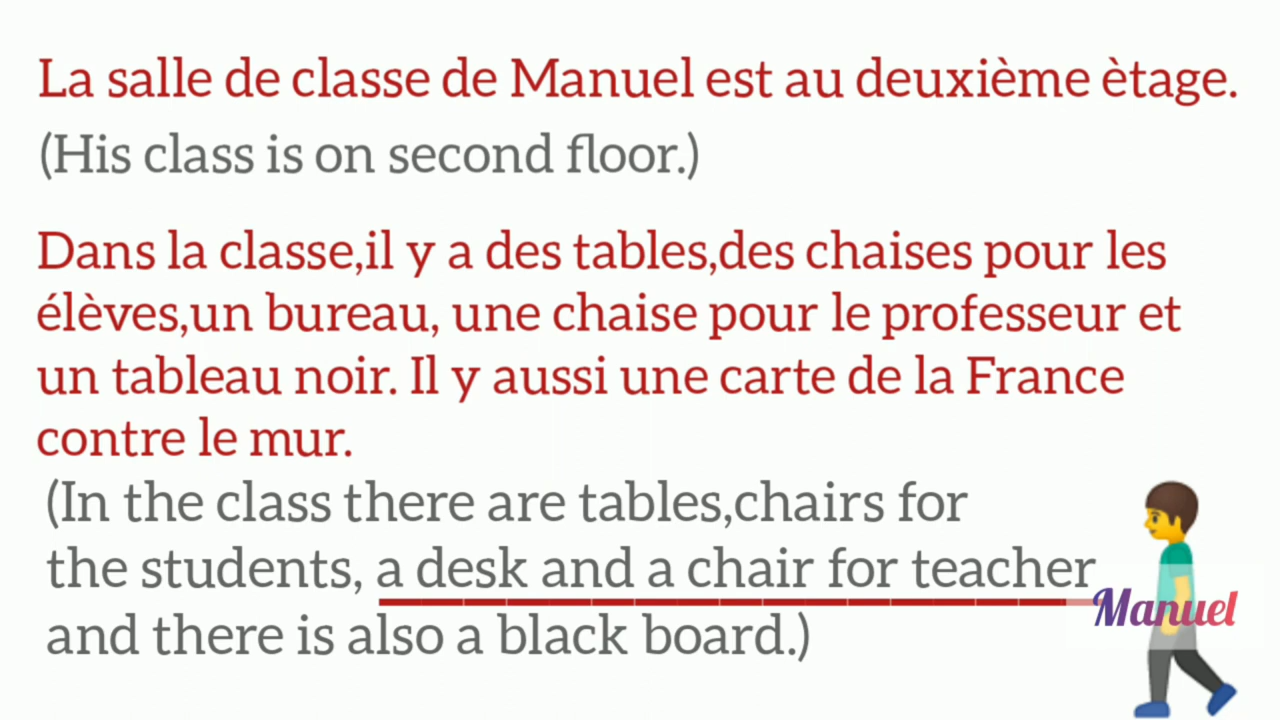 La salle de classe de Manuel est au deuxième ètage.
(His class is on second floor.)
Dans la classe,il y a des tables,des chaises pour les
élèves,un bureau, une chaise pour le professeur et
un tableau noir. Il y aussi une carte de la France
contre le mur.
(In the class there are tables,chairs for
the students, a desk and a chair for teacher
and there is also a black board.)
Manuel